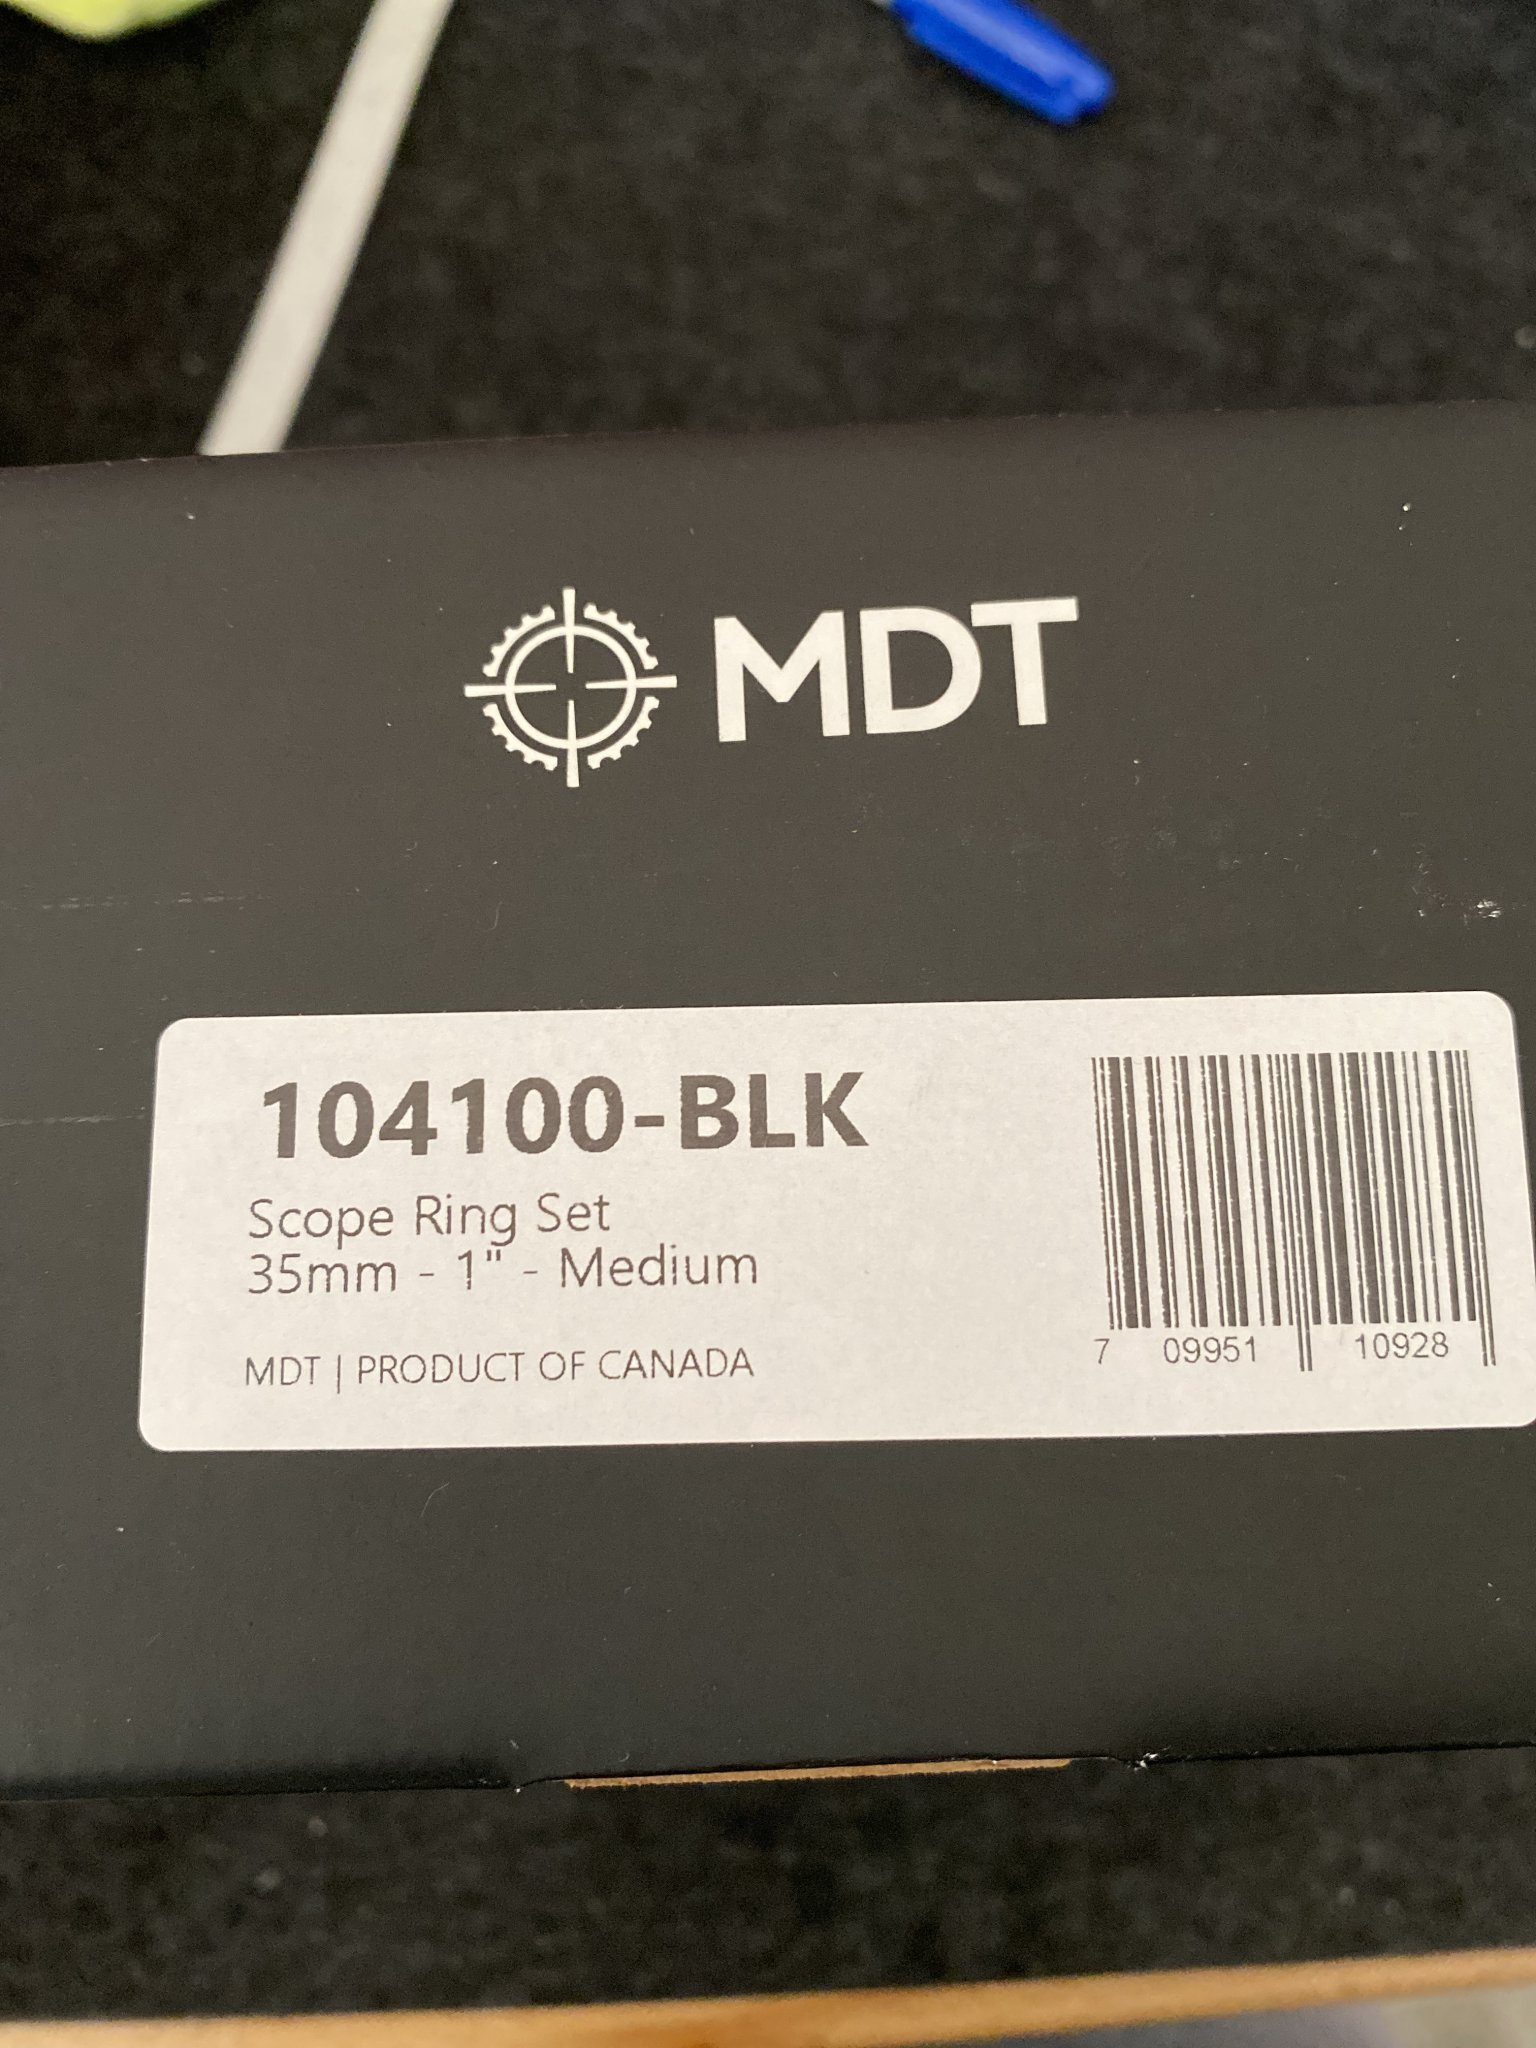 MDT
104100-BLK
Scope Ring Set
35mm - 1" - Medium
MDT | PRODUCT OF CANADA
7 09951 10928